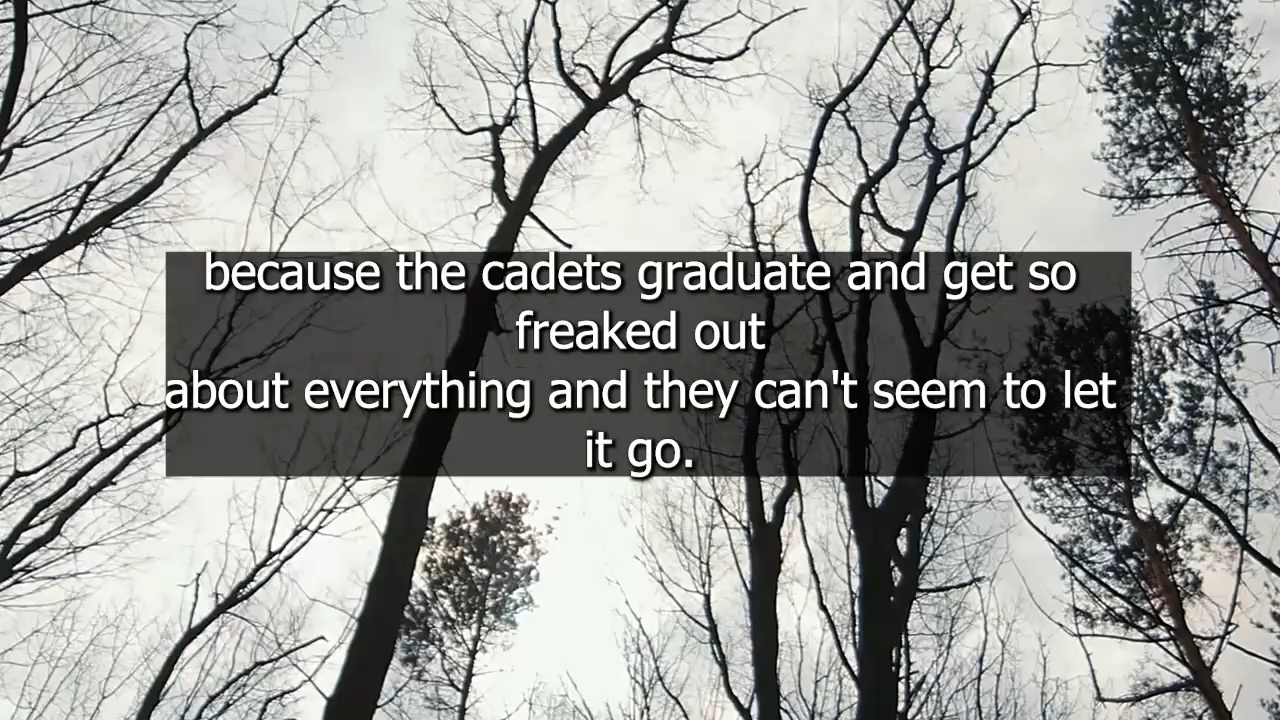 because the cadets graduate and get so
freaked out
about everything and they can't seem to let
it go.